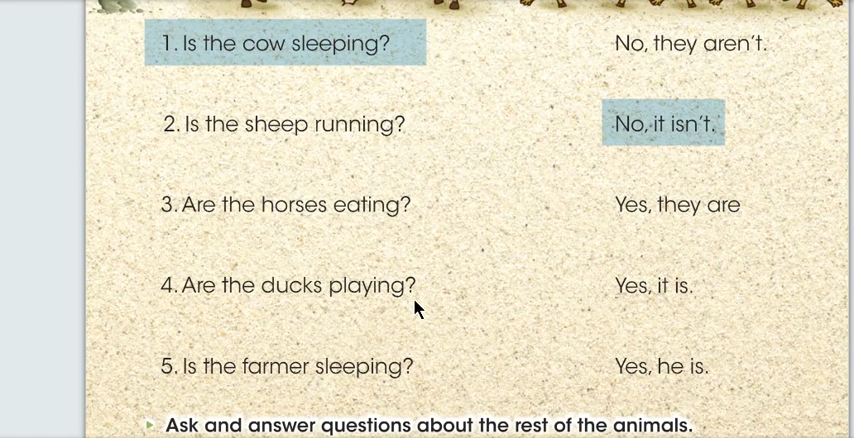 1. Is the cow sleeping? No, they aren't.
2. Is the sheep running? No, it isn't.
3. Are the horses eating? Yes, they are
4. Are the ducks playing? Yes, it is.
5. Is the farmer sleeping? Yes, he is.
Ask and answer questions about the rest of the animals.